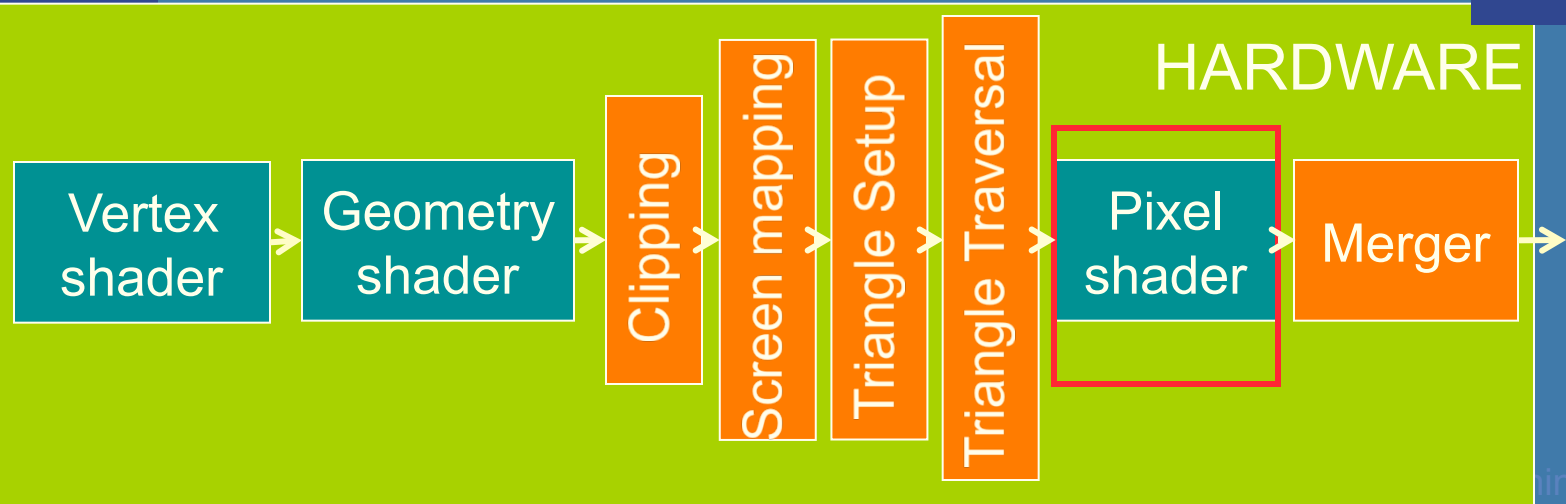 HARDWARE
Vertex
shader
Geometry
shader
Clipping
Screen mapping
Triangle Setup
Triangle Traversal
Pixel
shader
Merger